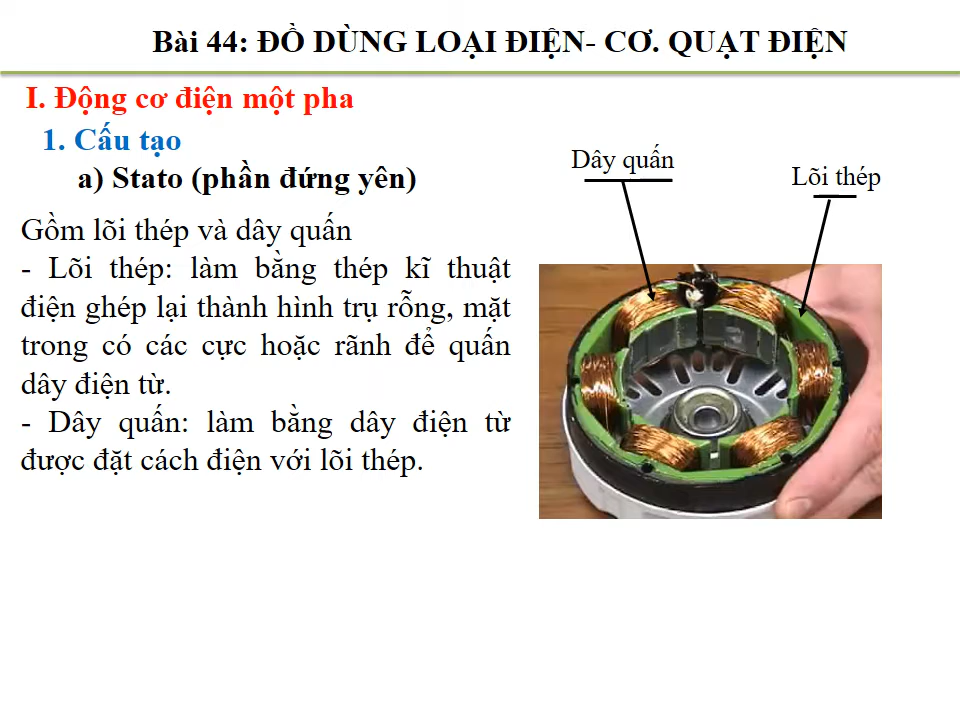 Bài 44: ĐỒ DÙNG LOẠI ĐIỆN- CƠ. QUẠT ĐIỆN
I. Động cơ điện một pha
1. Cấu tạo
a) Stato (phần đứng yên)
Gồm lõi thép và dây quấn
- Lõi thép: làm bằng thép kĩ thuật
điện ghép lại thành hình trụ rỗng, mặt
trong có các cực hoặc rãnh để quấn
dây điện từ.
- Dây quấn: làm bằng dây điện từ
được đặt cách điện với lõi thép.
Dây quấn
Lõi thép